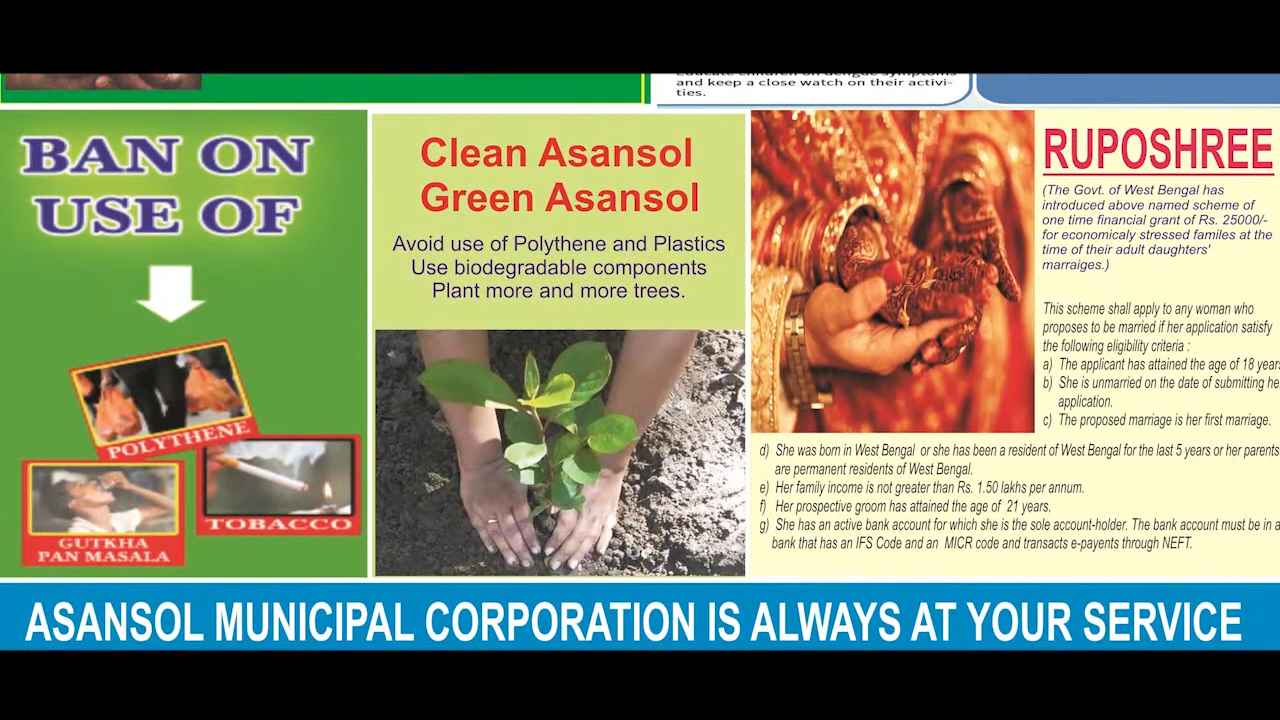 and keep a close watch on their activi-
ties.
BAN ON
USE OF
POLYTHENE
TOBACCO
GUTKHA
PAN MASALA
Clean Asansol
Green Asansol
Avoid use of Polythene and Plastics
Use biodegradable components
Plant more and more trees.
RUPOSHREE
(The Govt. of West Bengal has
introduced above named scheme of
one time financial grant of Rs. 25000/-
for economicaly stressed familes at the
time of their adult daughters'
marraiges.)
This scheme shall apply to any woman who
proposes to be married if her application satisfy
the following eligibility criteria :
a) The applicant has attained the age of 18 years
b) She is unmarried on the date of submitting he
application.
c) The proposed marriage is her first marriage.
d) She was born in West Bengal or she has been a resident of West Bengal for the last 5 years or her parents
are permanent residents of West Bengal.
e) Her family income is not greater than Rs. 1.50 lakhs per annum.
f) Her prospective groom has attained the age of 21 years.
g) She has an active bank account for which she is the sole account-holder. The bank account must be in a
bank that has an IFS Code and an MICR code and transacts e-payents through NEFT.
ASANSOL MUNICIPAL CORPORATION IS ALWAYS AT YOUR SERVICE